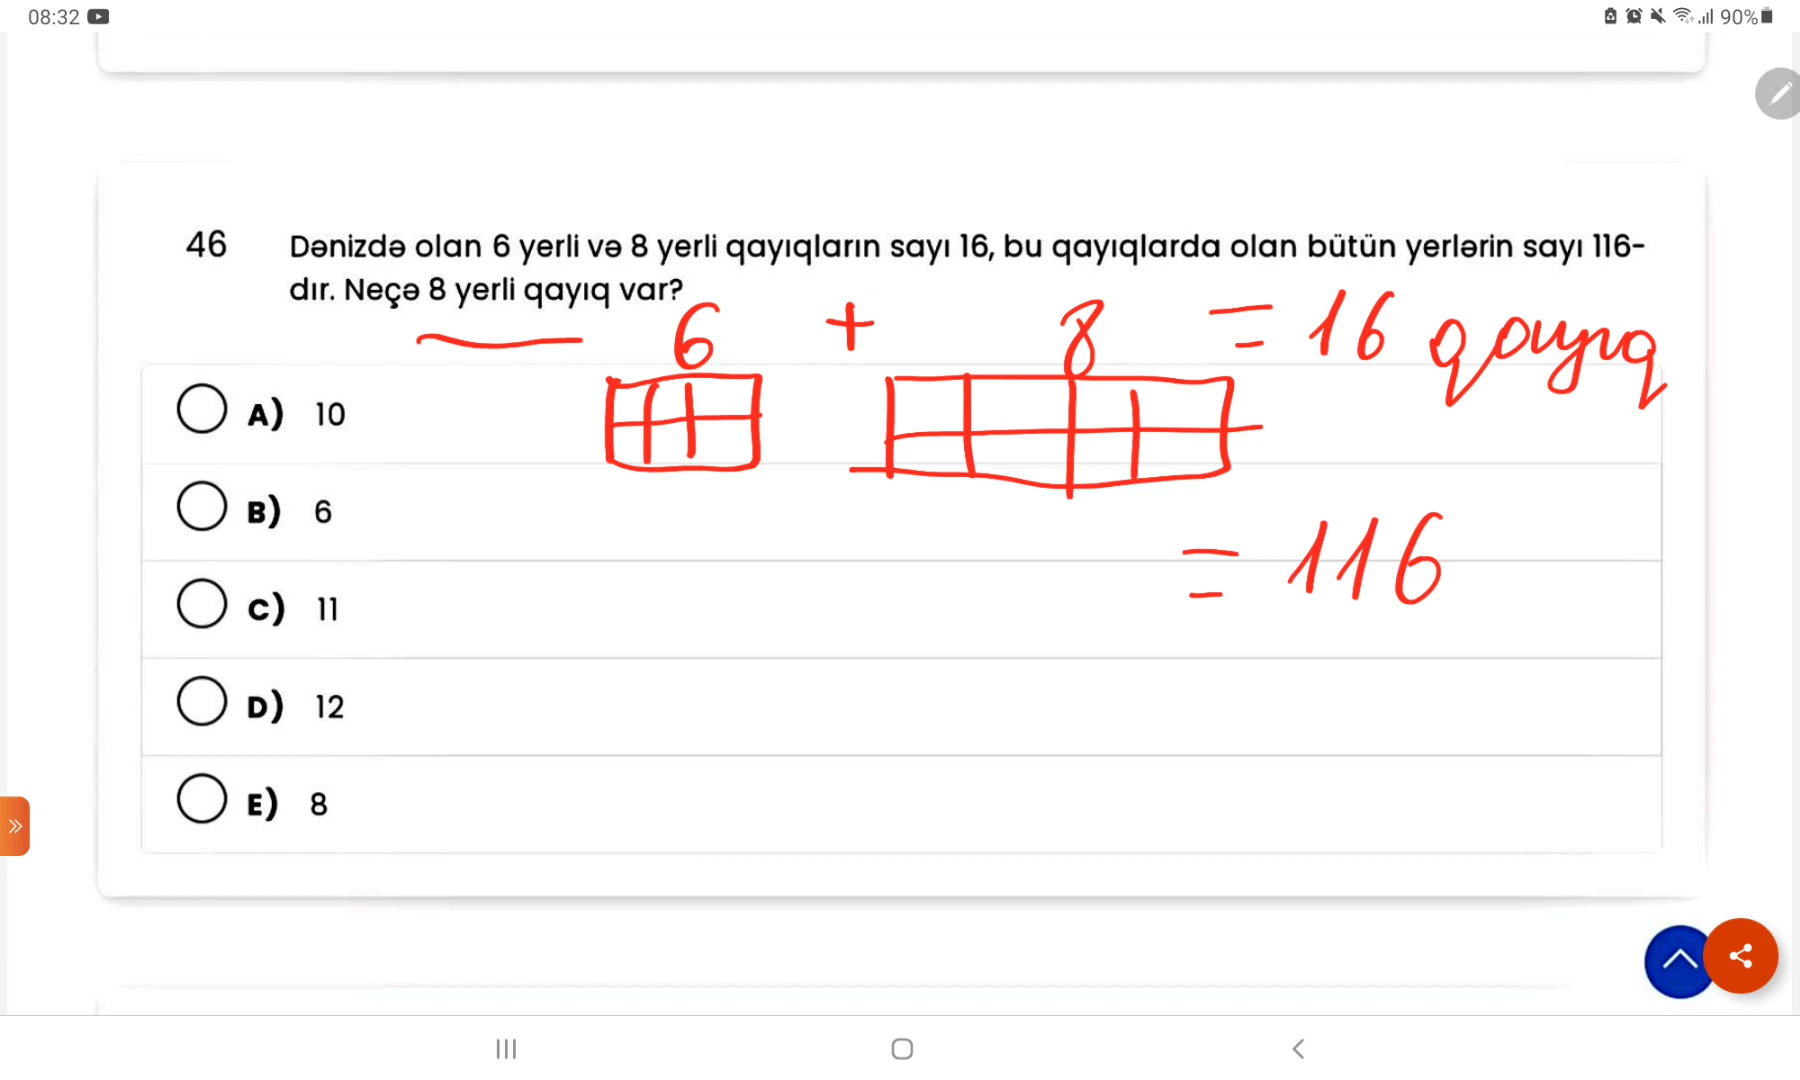 08:32
90%
46 Dənizdə olan 6 yerli və 8 yerli qayıqların sayı 16, bu qayıqlarda olan bütün yerlərin sayı 116-
dır. Neçə 8 yerli qayıq var?
6 + 8 = 16 qayıq
A) 10
B) 6
= 116
C) 11
D) 12
E) 8